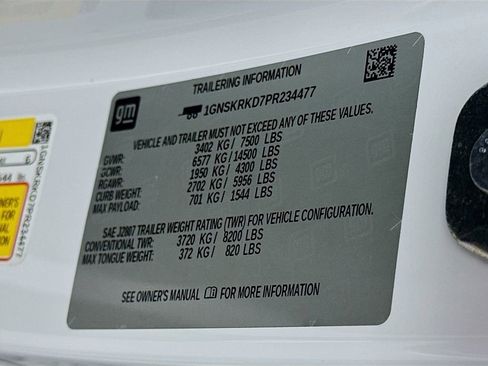 TRAILERING INFORMATION
gm
1GNSKRKD7PR234477
VEHICLE AND TRAILER MUST NOT EXCEED ANY OF THESE VALUES.
GVWR: 3402 KG/ 7500 LBS
GCWR: 6577 KG/14500 LBS
RGAWR: 1950 KG/ 4300 LBS
CURB WEIGHT: 2702 KG/ 5956 LBS
MAX PAYLOAD: 701 KG/ 1544 LBS
SAE J2807 TRAILER WEIGHT RATING (TWR) FOR VEHICLE CONFIGURATION.
CONVENTIONAL TWR: 3720 KG/ 8200 LBS
MAX TONGUE WEIGHT: 372 KG/ 820 LBS
SEE OWNER'S MANUAL FOR MORE INFORMATION
1GNSKRKD7PR234477